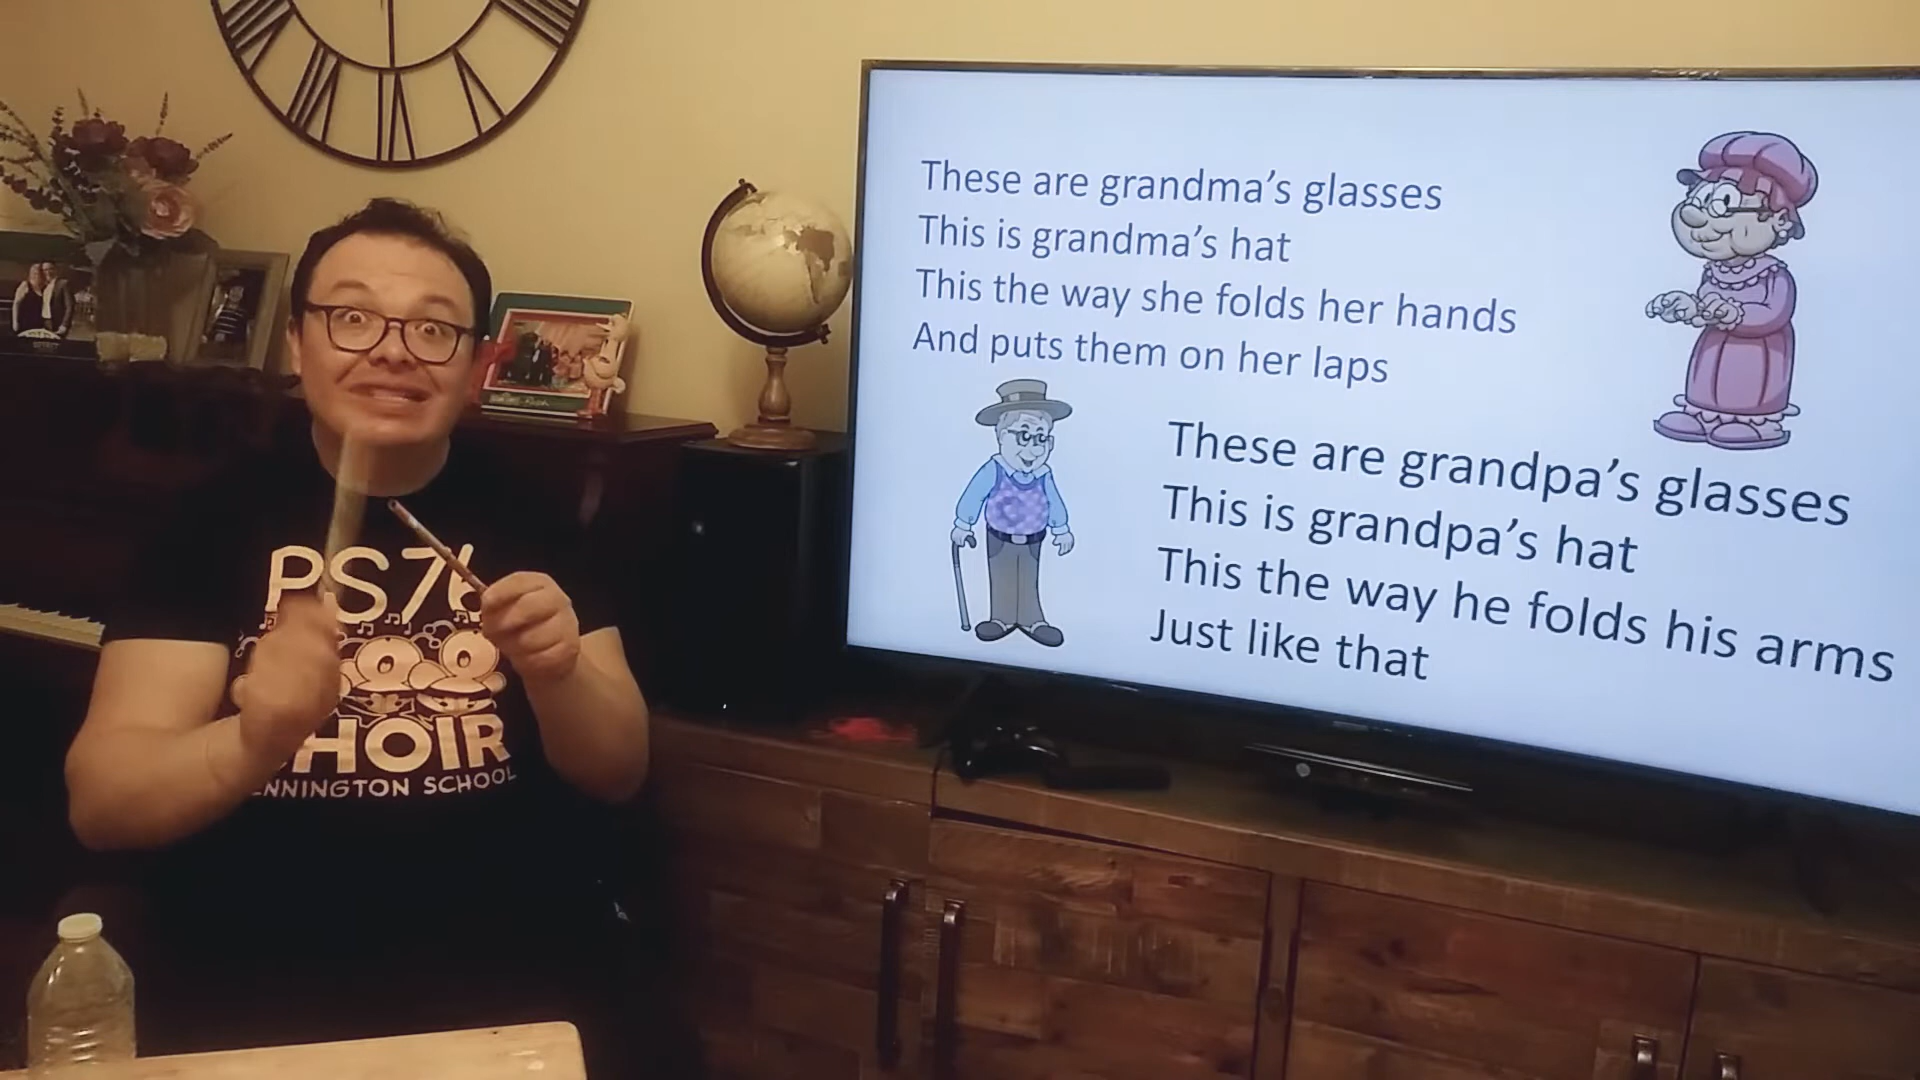 These are grandma's glasses
This is grandma's hat
This the way she folds her hands
And puts them on her laps
These are grandpa's glasses
This is grandpa's hat
This the way he folds his arms
Just like that
PS76
HOIR
NNINGTON SCHOOL